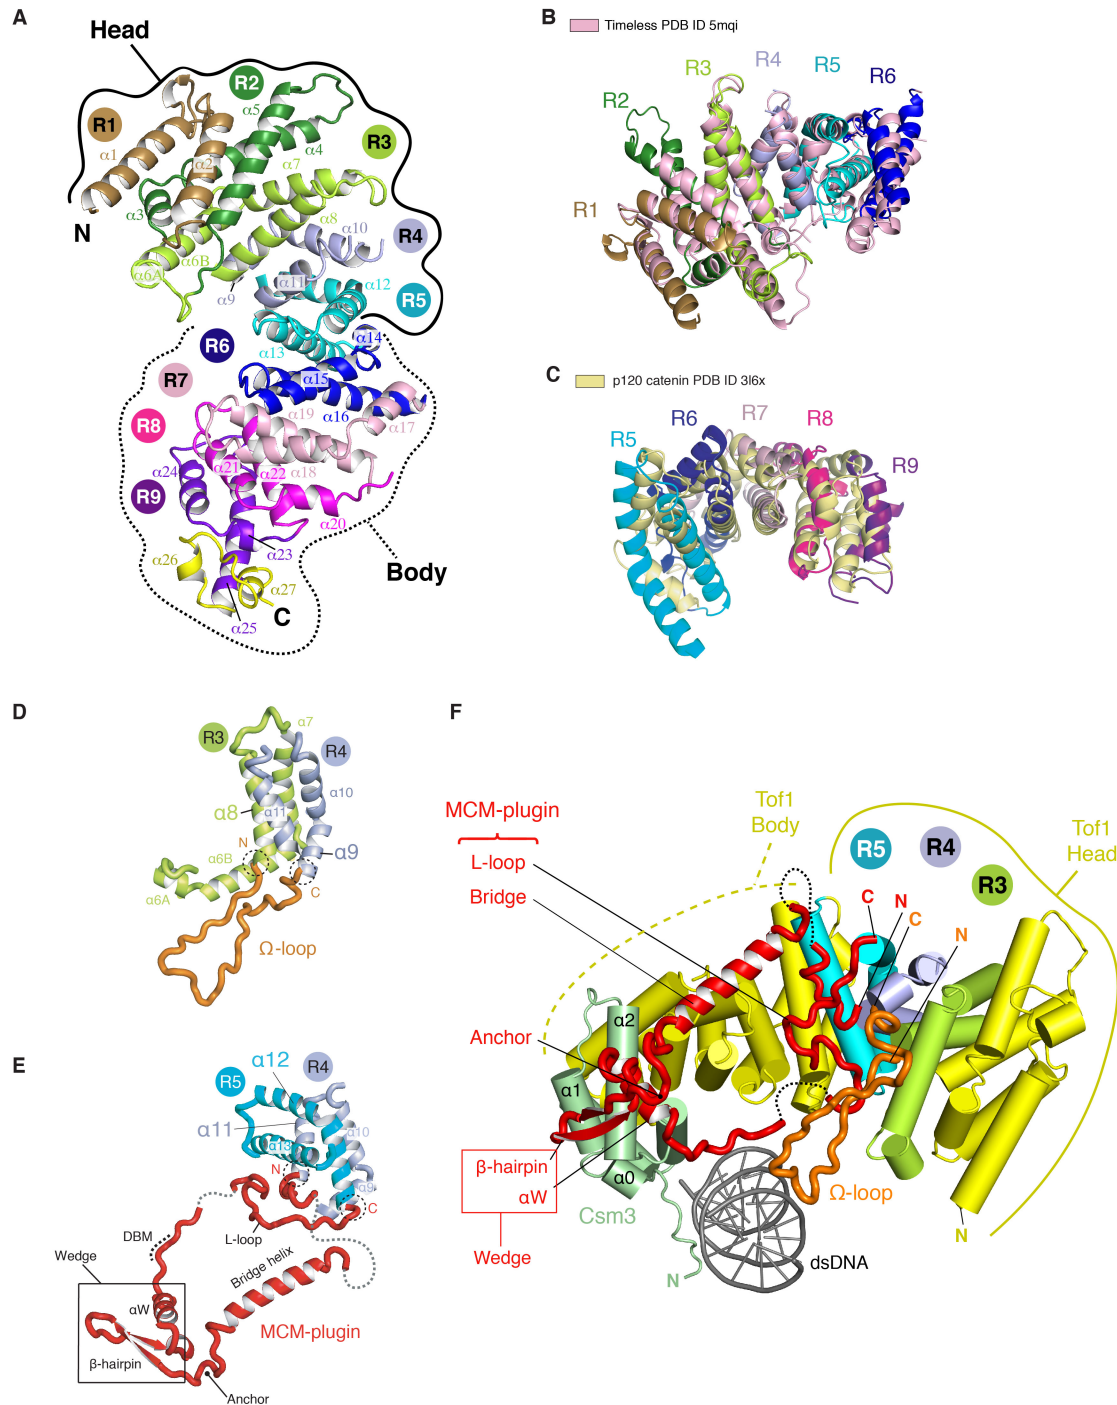 A
Head
R1
R2
R3
R4
R5
R6
R7
R8
R9
α1
α2
α3
α4
α5
α6A
α6B
α7
α8
α9
α10
α11
α12
α13
α14
α15
α16
α17
α18
α19
α20
α21
α22
α23
α24
α25
α26
α27
N
C
Body
B
Timeless PDB ID 5mqi
R1
R2
R3
R4
R5
R6
C
p120 catenin PDB ID 3l6x
R5
R6
R7
R8
R9
D
R3
α7
R4
α10
α8
α11
N
α9
α6B
C
α6A
Ω-loop
E
α12
R4
R5
α11
α10
α13
N
α9
C
DBM
L-loop
Wedge
Bridge helix
αW
MCM-plugin
β-hairpin
Anchor
F
Tof1
Body
MCM-plugin
L-loop
Bridge
Tof1
Head
R5
R4
R3
C
N
C
N
Anchor
α2
α1
β-hairpin
αW
α0
Csm3
Wedge
Ω-loop
dsDNA
N
N